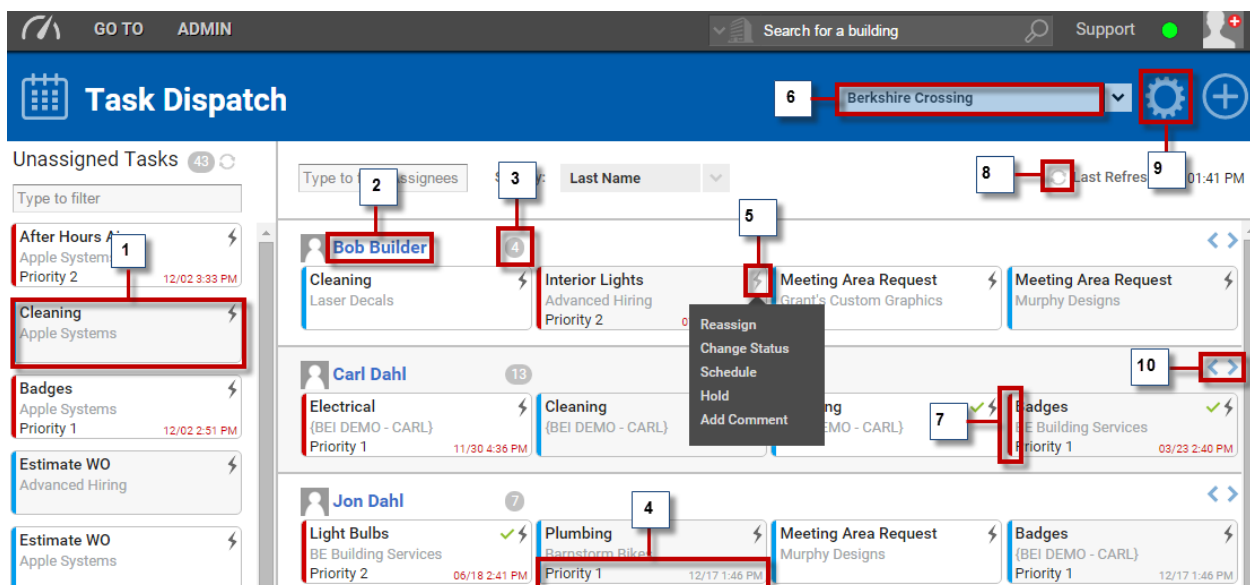 GO TO ADMIN Search for a building Support
Task Dispatch 6 Berkshire Crossing
9
Unassigned Tasks 43
Type to filter
Type to 2 Assignees 3 Last Name 8 Last Refres 01:41 PM
After Hours
Apple Systems
Priority 2 12/02 3:33 PM
1
Cleaning
Apple Systems
Badges
Apple Systems
Priority 1 12/02 2:51 PM
Estimate WO
Advanced Hiring
Estimate WO
Apple Systems
5
Bob Builder 4
Cleaning
Laser Decals
Interior Lights
Advanced Hiring
Priority 2
Meeting Area Request
Grant's Custom Graphics
Meeting Area Request
Murphy Designs
Reassign
Change Status
Schedule
Hold
Add Comment
10
Carl Dahl 13
Electrical
{BEI DEMO - CARL}
Priority 1 11/30 4:36 PM
Cleaning
{BEI DEMO - CARL}
EMO - CARL}
7
Badges
BE Building Services
Priority 1 03/23 2:40 PM
Jon Dahl 7
4
Light Bulbs
BE Building Services
Priority 2 06/18 2:41 PM
Plumbing
Barnstorm Bikes
Priority 1 12/17 1:46 PM
Meeting Area Request
Murphy Designs
Badges
{BEI DEMO - CARL}
Priority 1 12/17 1:46 PM